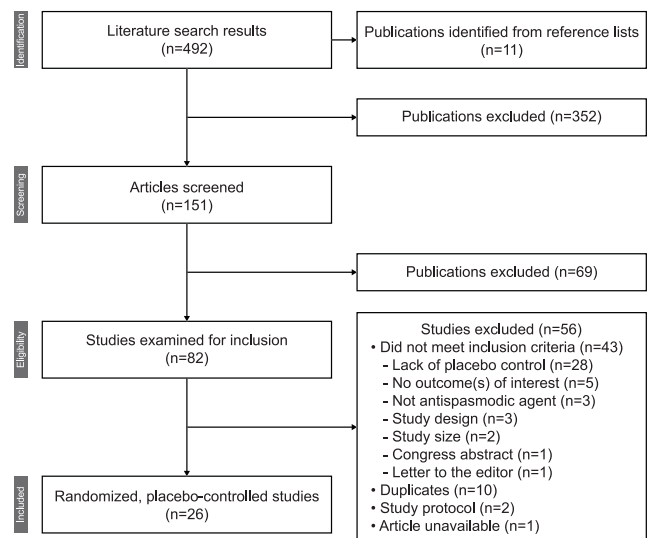 Identification
Literature search results
(n=492)
Publications identified from reference lists
(n=11)
Publications excluded (n=352)
Screening
Articles screened
(n=151)
Publications excluded (n=69)
Eligibility
Studies examined for inclusion
(n=82)
Studies excluded (n=56)
• Did not meet inclusion criteria (n=43)
- Lack of placebo control (n=28)
- No outcome(s) of interest (n=5)
- Not antispasmodic agent (n=3)
- Study design (n=3)
- Study size (n=2)
- Congress abstract (n=1)
- Letter to the editor (n=1)
• Duplicates (n=10)
• Study protocol (n=2)
• Article unavailable (n=1)
Included
Randomized, placebo-controlled studies
(n=26)